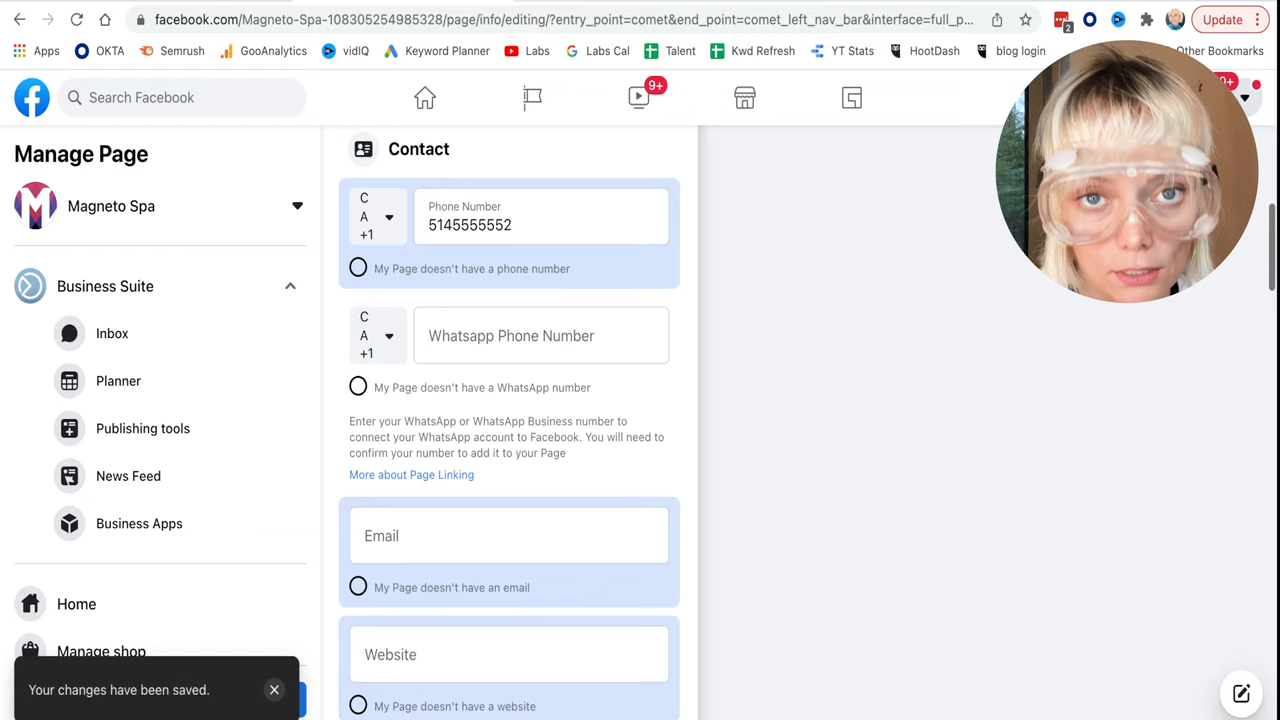 facebook.com/Magneto-Spa-108305254985328/page/info/editing/?entry_point=comet&end_point=comet_left_nav_bar&interface=full_p...
2
Update
Apps
OKTA
Semrush
GooAnalytics
vidIQ
Keyword Planner
Labs
Labs Cal
Talent
Kwd Refresh
YT Stats
HootDash
blog login
Other Bookmarks
Search Facebook
9+
9+
Manage Page
M
Magneto Spa
Business Suite
Inbox
Planner
Publishing tools
News Feed
Business Apps
Home
Manage shop
Your changes have been saved.
Contact
C
A
+1
Phone Number
5145555552
My Page doesn't have a phone number
C
A
+1
Whatsapp Phone Number
My Page doesn't have a WhatsApp number
Enter your WhatsApp or WhatsApp Business number to
connect your WhatsApp account to Facebook. You will need to
confirm your number to add it to your Page
More about Page Linking
Email
My Page doesn't have an email
Website
My Page doesn't have a website